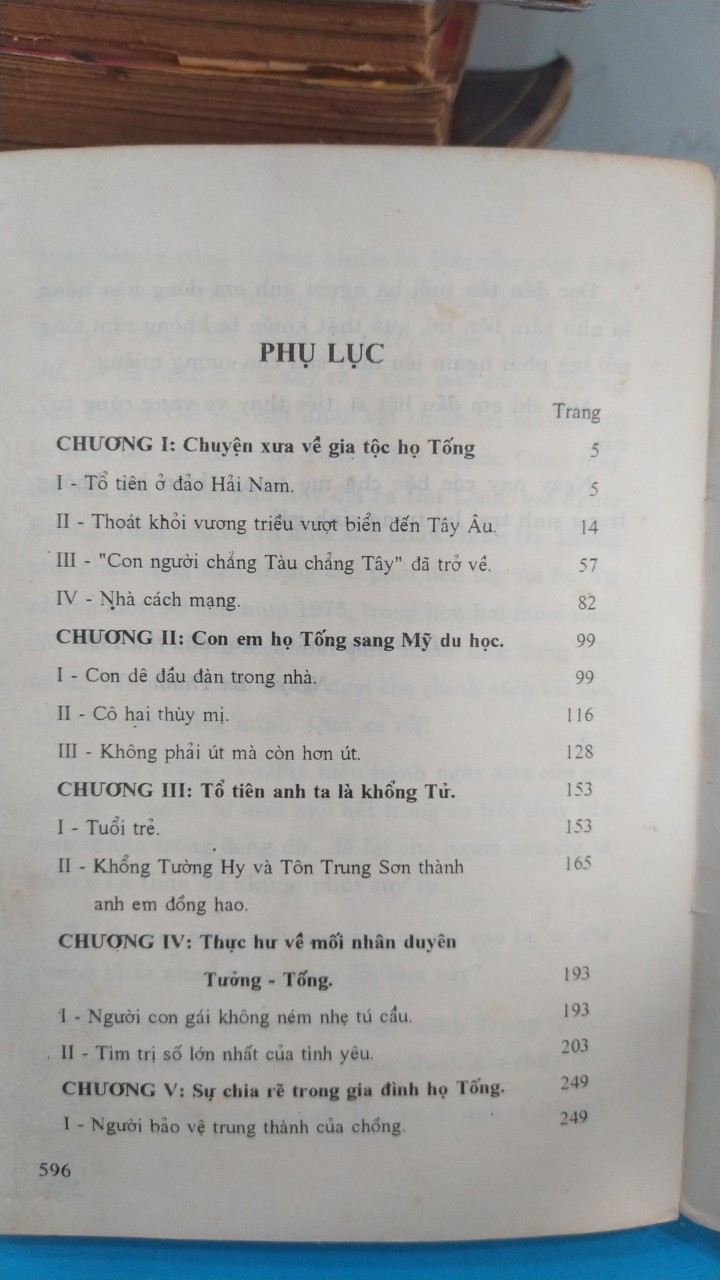 PHỤ LỤC
Trang
CHƯƠNG I: Chuyện xưa về gia tộc họ Tống 5
I - Tổ tiên ở đảo Hải Nam. 5
II - Thoát khỏi vương triều vượt biển đến Tây Âu. 14
III - "Con người chẳng Tàu chẳng Tây" đã trở về. 57
IV - Nhà cách mạng. 82
CHƯƠNG II: Con em họ Tống sang Mỹ du học. 99
I - Con dê đầu đàn trong nhà. 99
II - Cô hai thùy mị. 116
III - Không phải út mà còn hơn út. 128
CHƯƠNG III: Tổ tiên anh ta là khổng Tử. 153
I - Tuổi trẻ. 153
II - Khổng Tường Hy và Tôn Trung Sơn thành 165
anh em đồng hao.
CHƯƠNG IV: Thực hư về mối nhân duyên
Tưởng - Tống. 193
I - Người con gái không ném nhẹ tú cầu. 193
II - Tìm trị số lớn nhất của tình yêu. 203
CHƯƠNG V: Sự chia rẽ trong gia đình họ Tống. 249
I - Người bảo vệ trung thành của chồng. 249
596